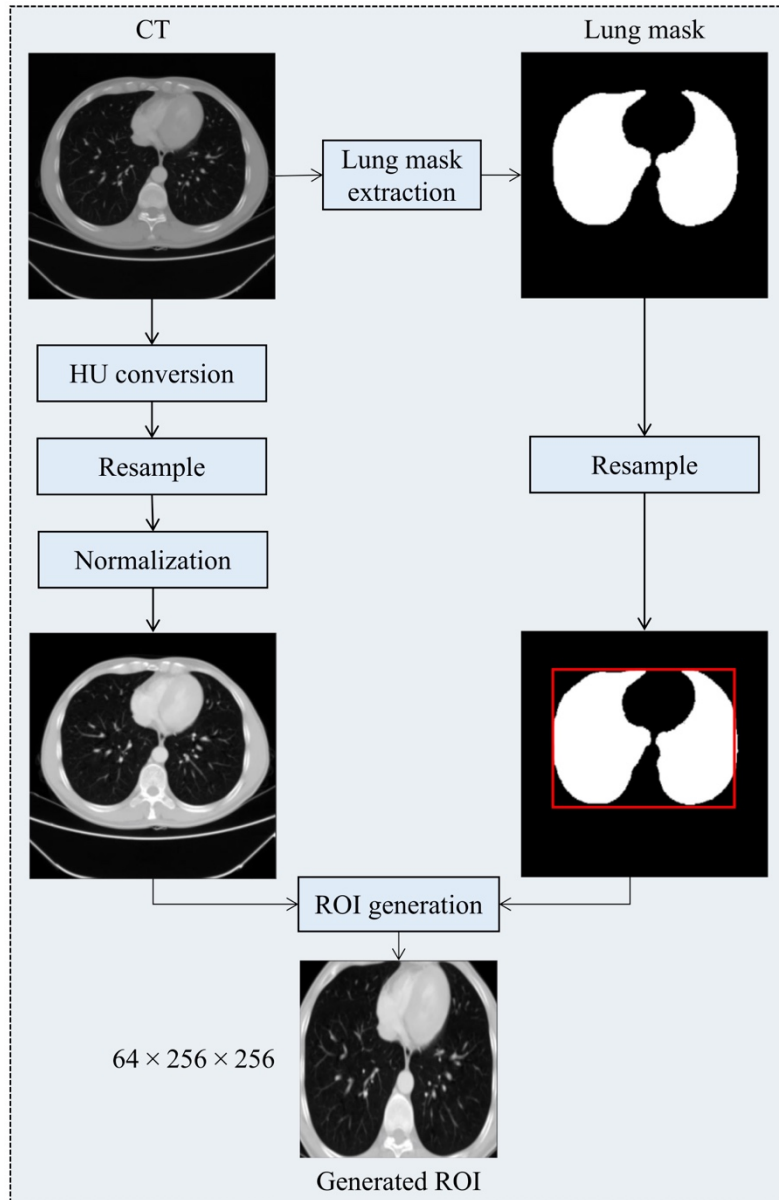 CT
Lung mask
Lung mask
extraction
HU conversion
Resample
Resample
Normalization
ROI generation
64 × 256 × 256
Generated ROI